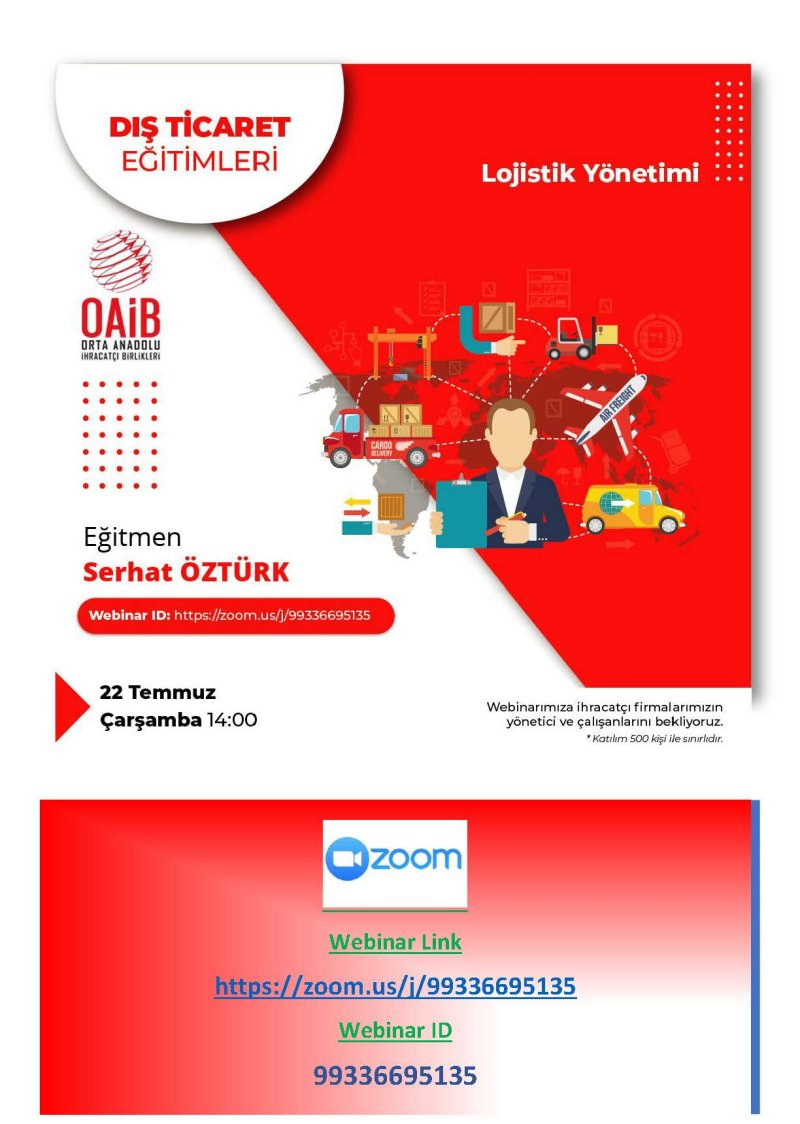 DIŞ TİCARET
EĞİTİMLERİ
Lojistik Yönetimi
OAİB
ORTA ANADOLU
İHRACATÇI BİRLİKLERİ
CARGO
DELIVERY
AIR FREIGHT
Eğitmen
Serhat ÖZTÜRK
Webinar ID: https://zoom.us/j/99336695135
22 Temmuz
Çarşamba 14:00
Webinarımıza ihracatçı firmalarımızın
yönetici ve çalışanlarını bekliyoruz.
* Katılım 500 kişi ile sınırlıdır.
zoom
Webinar Link
https://zoom.us/j/99336695135
Webinar ID
99336695135